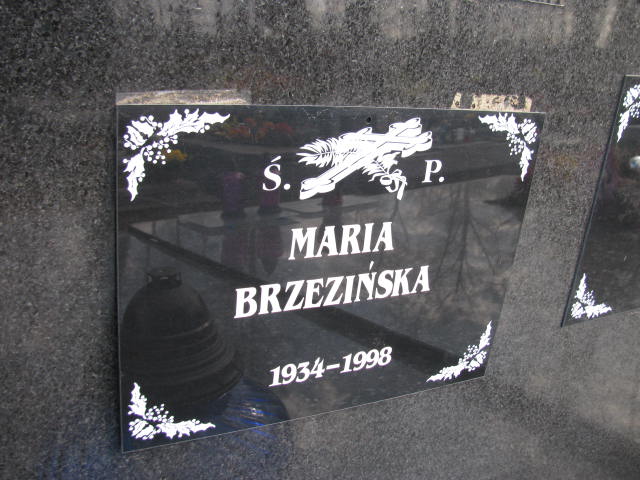 Ś. P.
MARIA
BRZEZIŃSKA
1934-1998